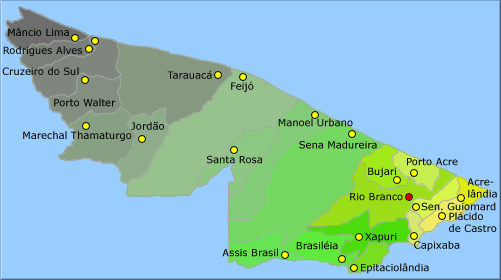 Mâncio Lima
Rodrigues Alves
Cruzeiro do Sul
Tarauacá
Feijó
Porto Walter
Marechal Thamaturgo
Jordão
Manoel Urbano
Sena Madureira
Santa Rosa
Porto Acre
Bujari
Acre-
lândia
Rio Branco
Sen. Guiomard
Plácido
de Castro
Xapuri
Capixaba
Brasiléia
Assis Brasil
Epitaciolândia